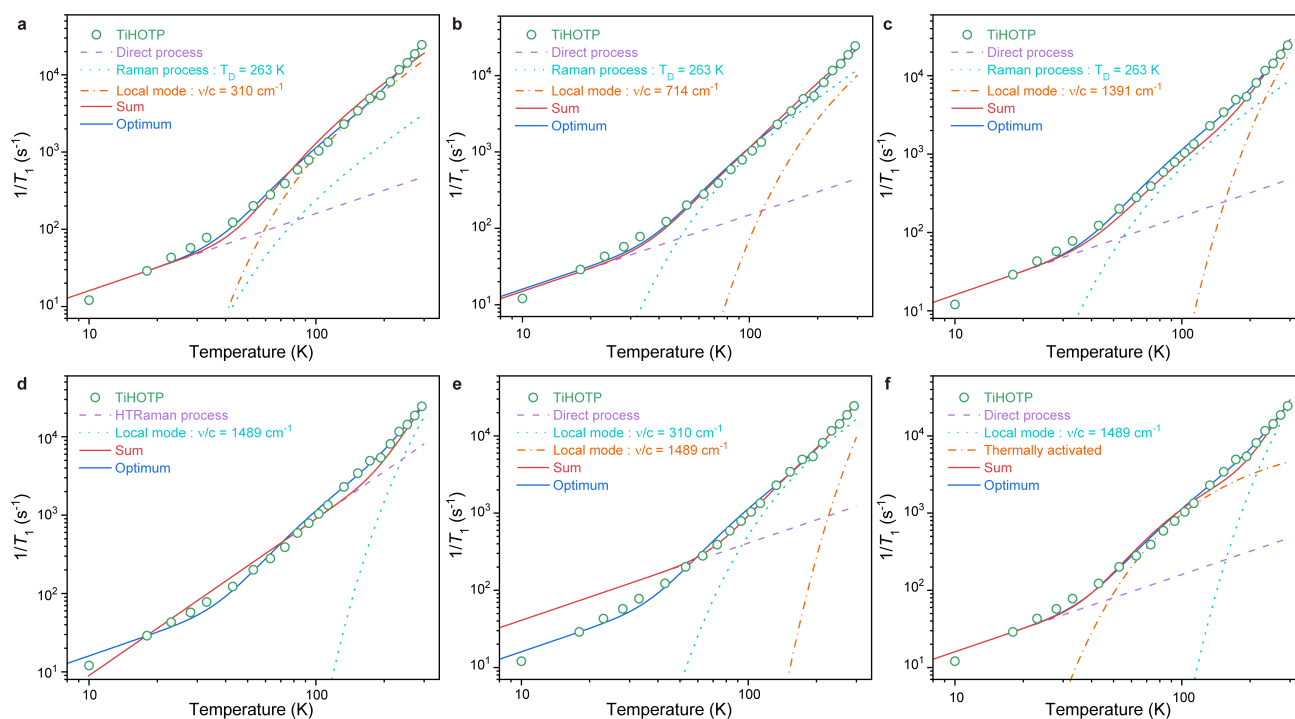 a
TiHOTP
Direct process
Raman process : T_D = 263 K
Local mode : ν/c = 310 cm⁻¹
Sum
Optimum
1/T₁ (s⁻¹)
10⁴
10³
10²
10¹
10
100
Temperature (K)
b
TiHOTP
Direct process
Raman process : T_D = 263 K
Local mode : ν/c = 714 cm⁻¹
Sum
Optimum
1/T₁ (s⁻¹)
10⁴
10³
10²
10¹
10
100
Temperature (K)
c
TiHOTP
Direct process
Raman process : T_D = 263 K
Local mode : ν/c = 1391 cm⁻¹
Sum
Optimum
1/T₁ (s⁻¹)
10⁴
10³
10²
10¹
10
100
Temperature (K)
d
TiHOTP
HTRaman process
Local mode : ν/c = 1489 cm⁻¹
Sum
Optimum
1/T₁ (s⁻¹)
10⁴
10³
10²
10¹
10
100
Temperature (K)
e
TiHOTP
Direct process
Local mode : ν/c = 310 cm⁻¹
Local mode : ν/c = 1489 cm⁻¹
Sum
Optimum
1/T₁ (s⁻¹)
10⁴
10³
10²
10¹
10
100
Temperature (K)
f
TiHOTP
Direct process
Local mode : ν/c = 1489 cm⁻¹
Thermally activated
Sum
Optimum
1/T₁ (s⁻¹)
10⁴
10³
10²
10¹
10
100
Temperature (K)